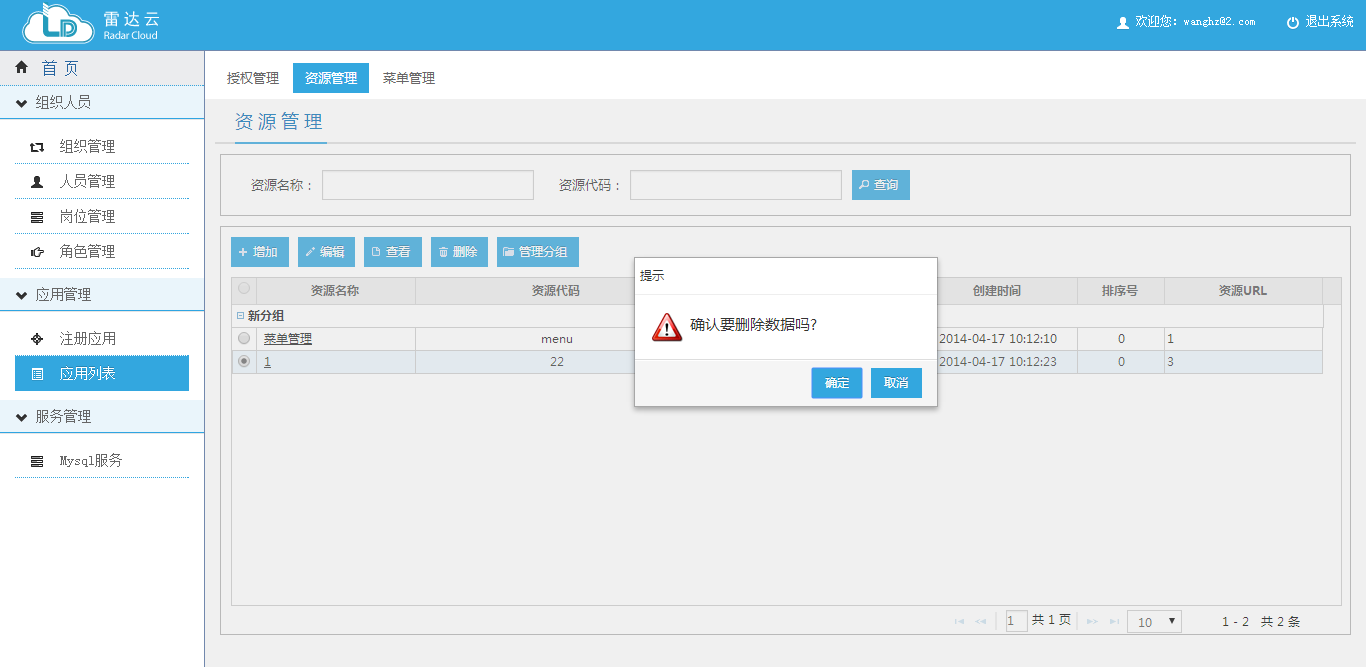 雷达云
Radar Cloud
欢迎您：wanghz@2.com 退出系统
首 页
组织人员
组织管理
人员管理
岗位管理
角色管理
应用管理
注册应用
应用列表
服务管理
Mysql服务
授权管理 资源管理 菜单管理
资源管理
资源名称： 资源代码： 查询
增加 编辑 查看 删除 管理分组
资源名称 资源代码 创建时间 排序号 资源URL
新分组
菜单管理 menu 2014-04-17 10:12:10 0 1
1 22 2014-04-17 10:12:23 0 3
提示
确认要删除数据吗?
确定 取消
1 共 1 页 10 1 - 2 共 2 条